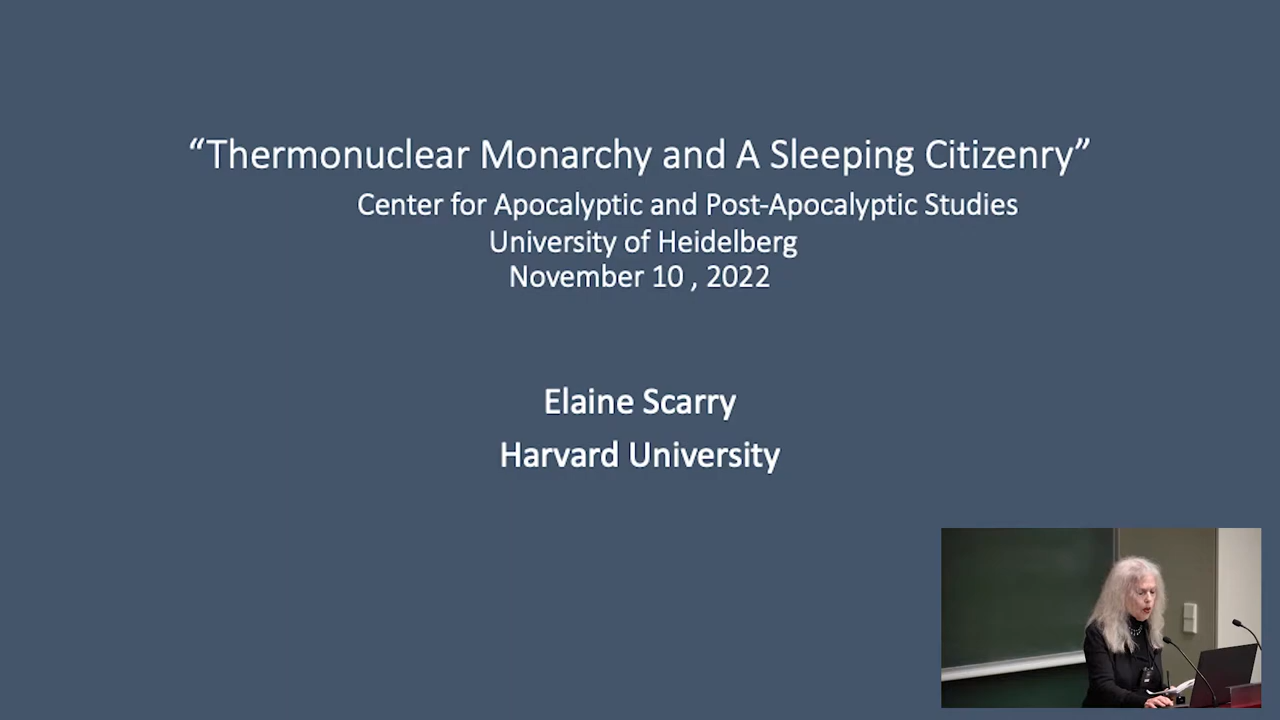 “Thermonuclear Monarchy and A Sleeping Citizenry”
Center for Apocalyptic and Post-Apocalyptic Studies
University of Heidelberg
November 10 , 2022
Elaine Scarry
Harvard University